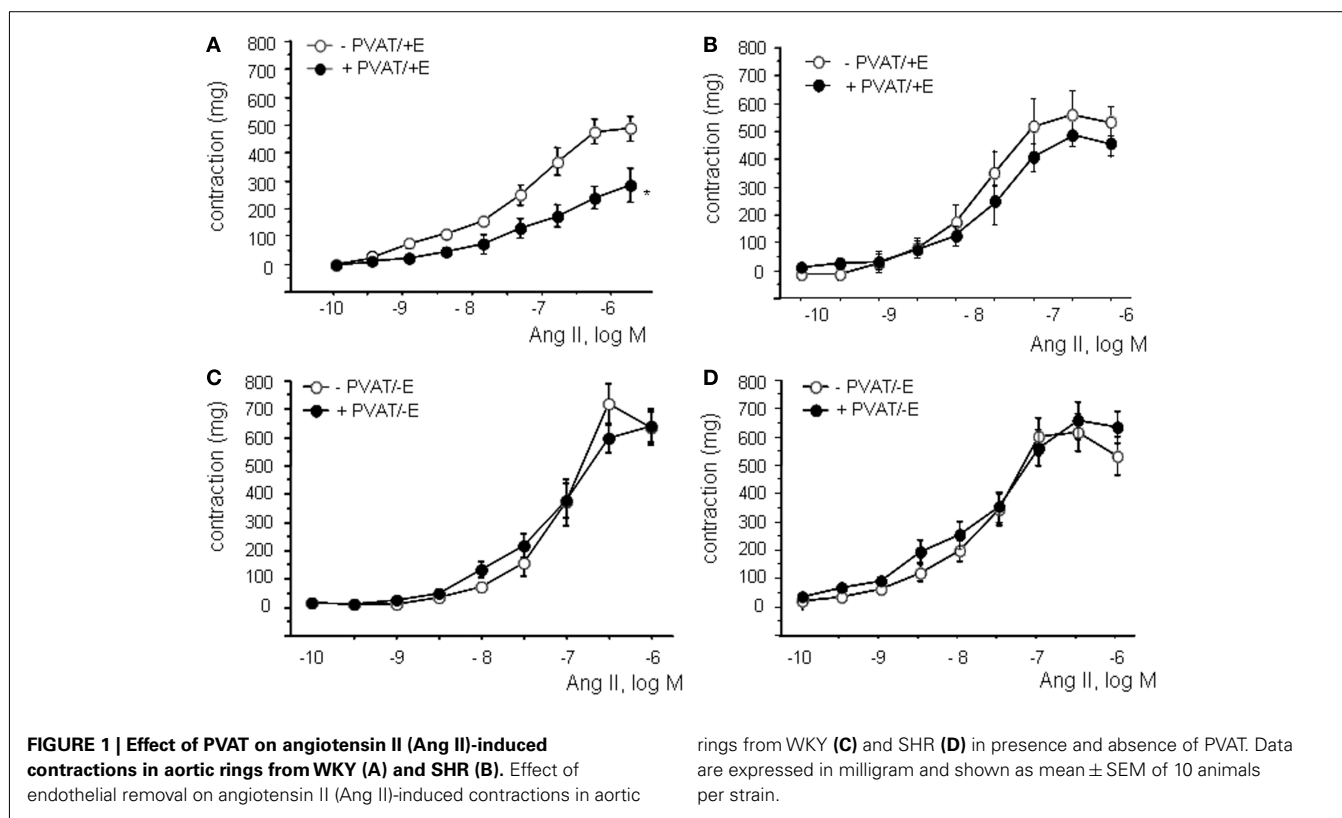 A
800
700
600
500
400
300
200
100
0
contraction (mg)
- PVAT/+E
+ PVAT/+E
*
-10
-9
- 8
-7
-6
Ang II, log M
B
800
700
600
500
400
300
200
100
0
contraction (mg)
- PVAT/+E
+ PVAT/+E
-10
-9
- 8
-7
-6
Ang II, log M
C
800
700
600
500
400
300
200
100
0
contraction (mg)
- PVAT/-E
+ PVAT/-E
-10
-9
- 8
-7
-6
Ang II, log M
D
800
700
600
500
400
300
200
100
0
contraction (mg)
- PVAT/-E
+ PVAT/-E
-10
-9
- 8
-7
-6
Ang II, log M
FIGURE 1 | Effect of PVAT on angiotensin II (Ang II)-induced
contractions in aortic rings from WKY (A) and SHR (B). Effect of
endothelial removal on angiotensin II (Ang II)-induced contractions in aortic
rings from WKY (C) and SHR (D) in presence and absence of PVAT. Data
are expressed in milligram and shown as mean ± SEM of 10 animals
per strain.